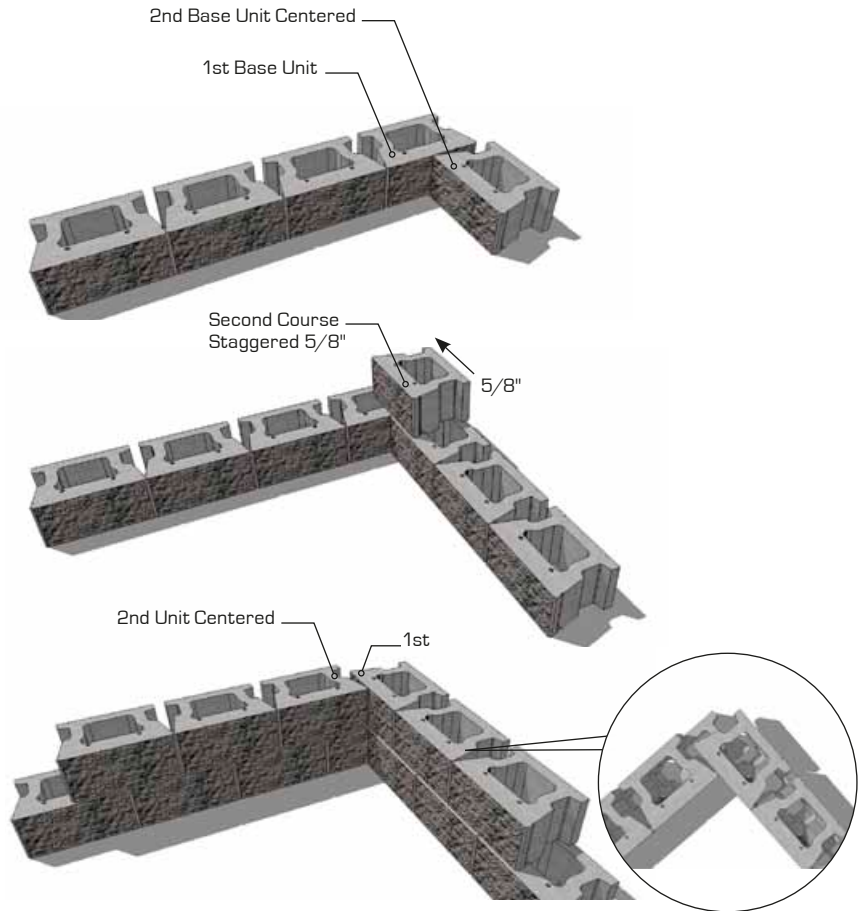 2nd Base Unit Centered
1st Base Unit
Second Course
Staggered 5/8"
5/8"
2nd Unit Centered
1st